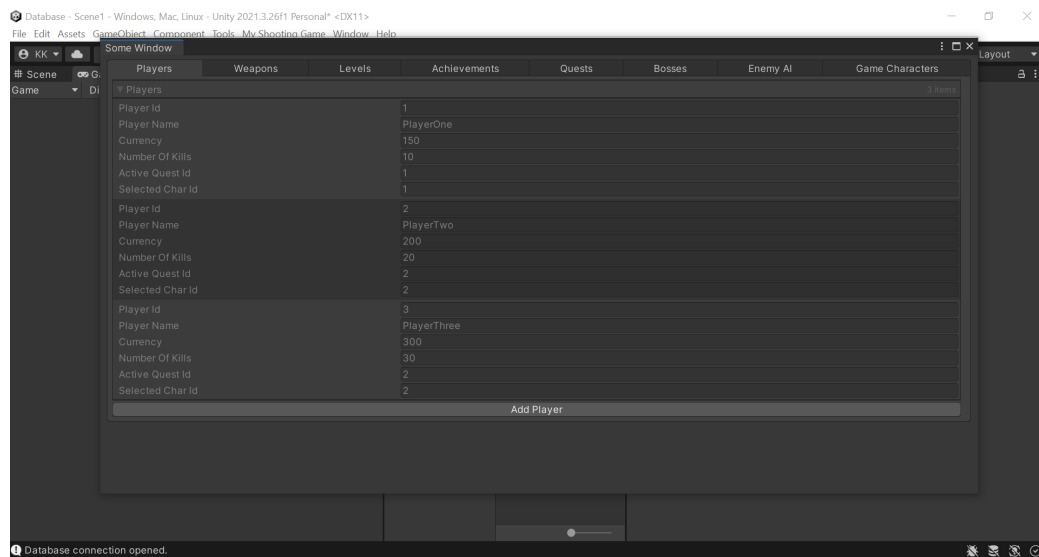 Database - Scene1 - Windows, Mac, Linux - Unity 2021.3.26f1 Personal* <DX11>
File Edit Assets GameObject Component Tools My Shooting Game Window Help
KK
Some Window
Layout
Scene
G
Players Weapons Levels Achievements Quests Bosses Enemy AI Game Characters
Game
Di
Players 3 items
Player Id 1
Player Name PlayerOne
Currency 150
Number Of Kills 10
Active Quest Id 1
Selected Char Id 1
Player Id 2
Player Name PlayerTwo
Currency 200
Number Of Kills 20
Active Quest Id 2
Selected Char Id 2
Player Id 3
Player Name PlayerThree
Currency 300
Number Of Kills 30
Active Quest Id 2
Selected Char Id 2
Add Player
Database connection opened.